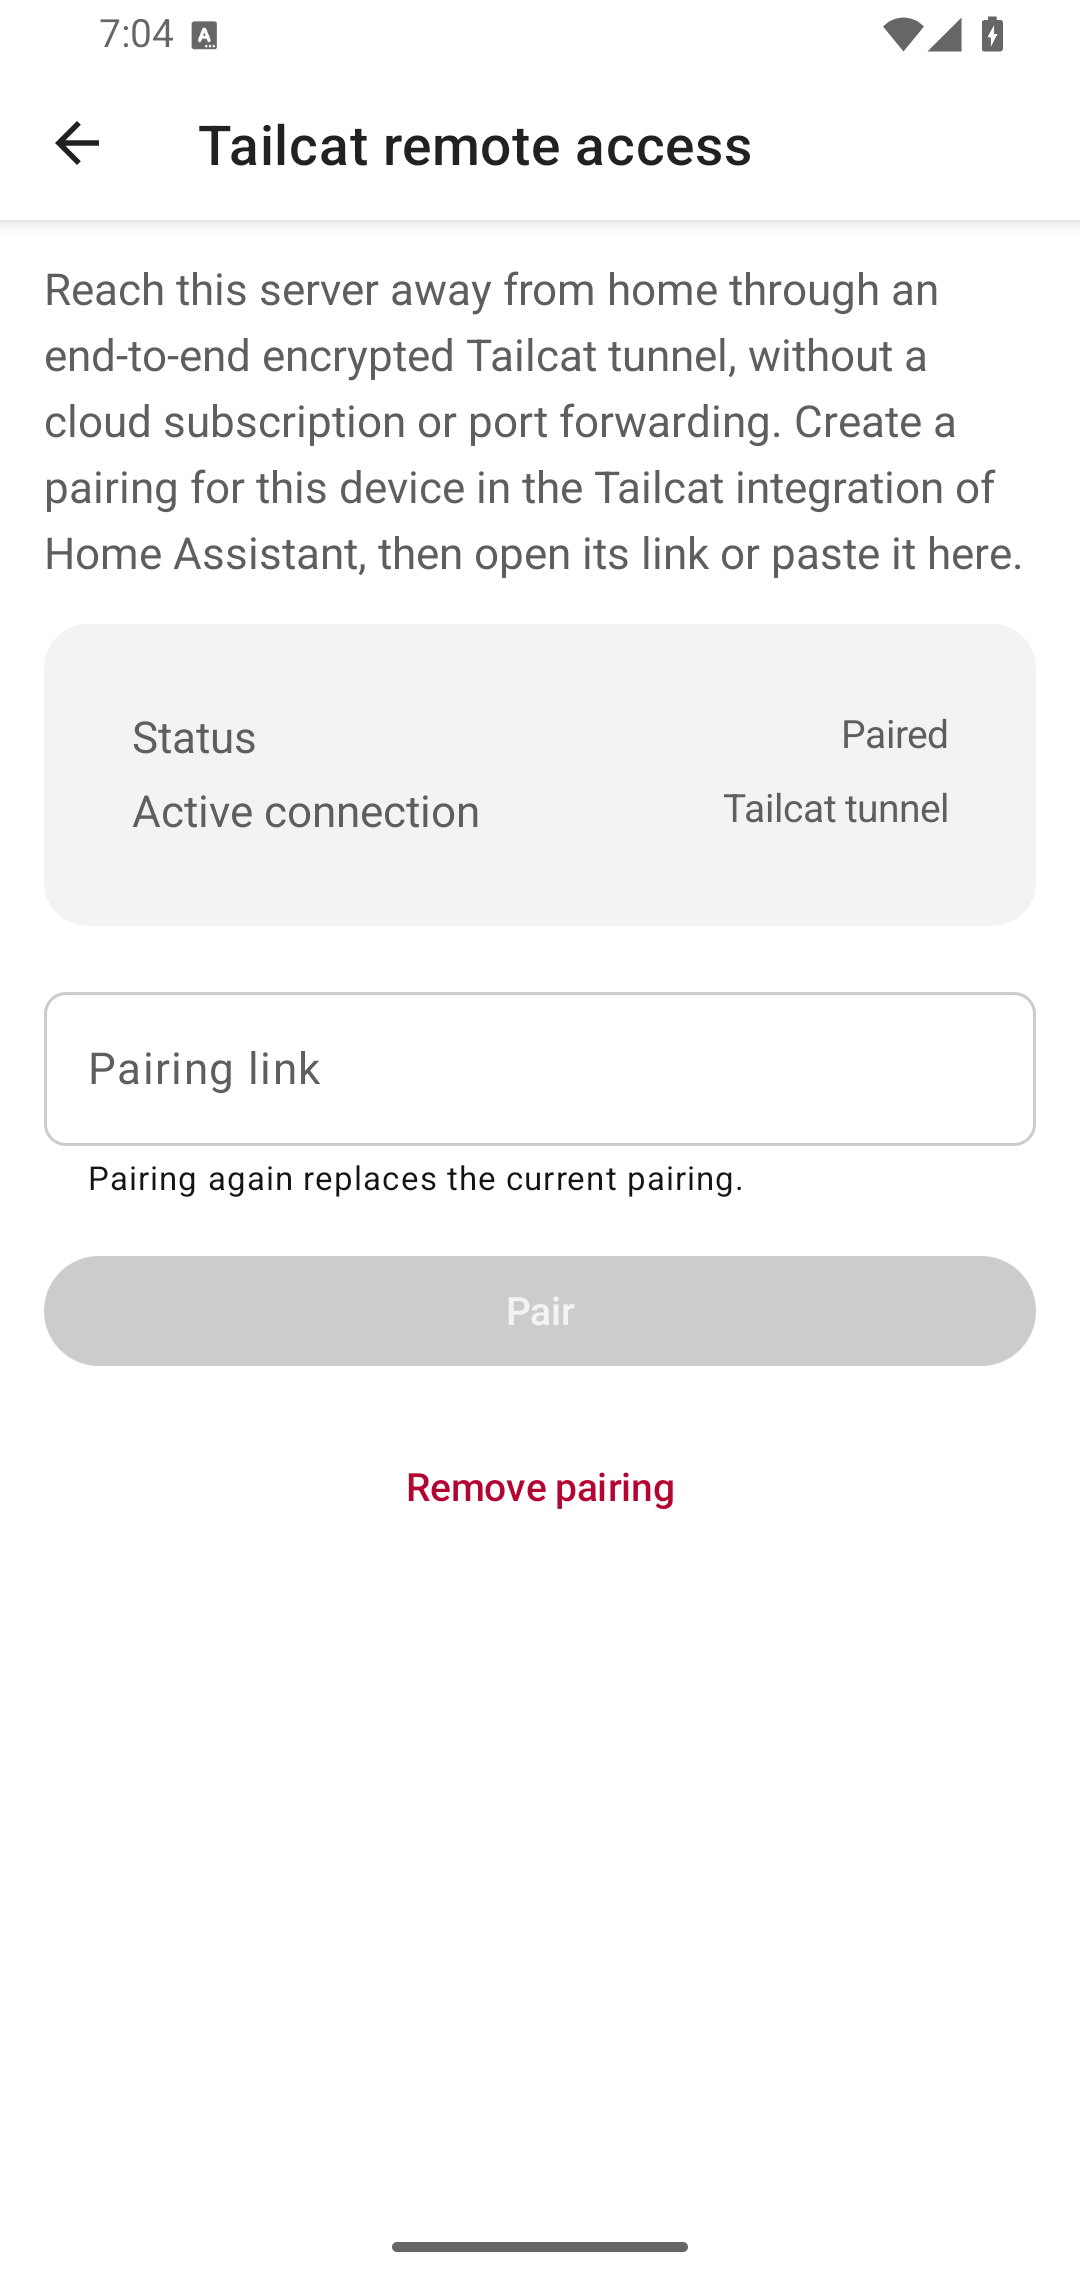 7:04
Tailcat remote access
Reach this server away from home through an
end-to-end encrypted Tailcat tunnel, without a
cloud subscription or port forwarding. Create a
pairing for this device in the Tailcat integration of
Home Assistant, then open its link or paste it here.
Status Paired
Active connection Tailcat tunnel
Pairing link
Pairing again replaces the current pairing.
Pair
Remove pairing